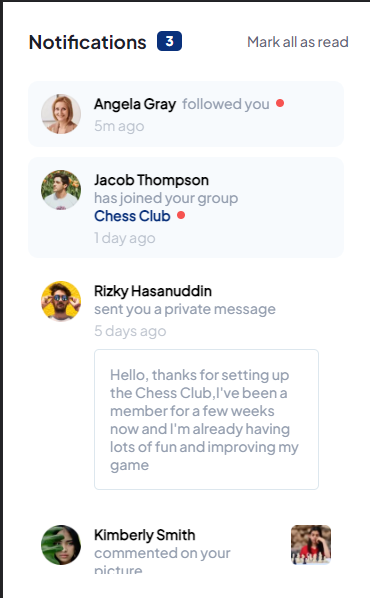 Notifications 3 Mark all as read
Angela Gray followed you
5m ago
Jacob Thompson
has joined your group
Chess Club
1 day ago
Rizky Hasanuddin
sent you a private message
5 days ago
Hello, thanks for setting up
the Chess Club,I've been a
member for a few weeks
now and I'm already having
lots of fun and improving my
game
Kimberly Smith
commented on your
picture